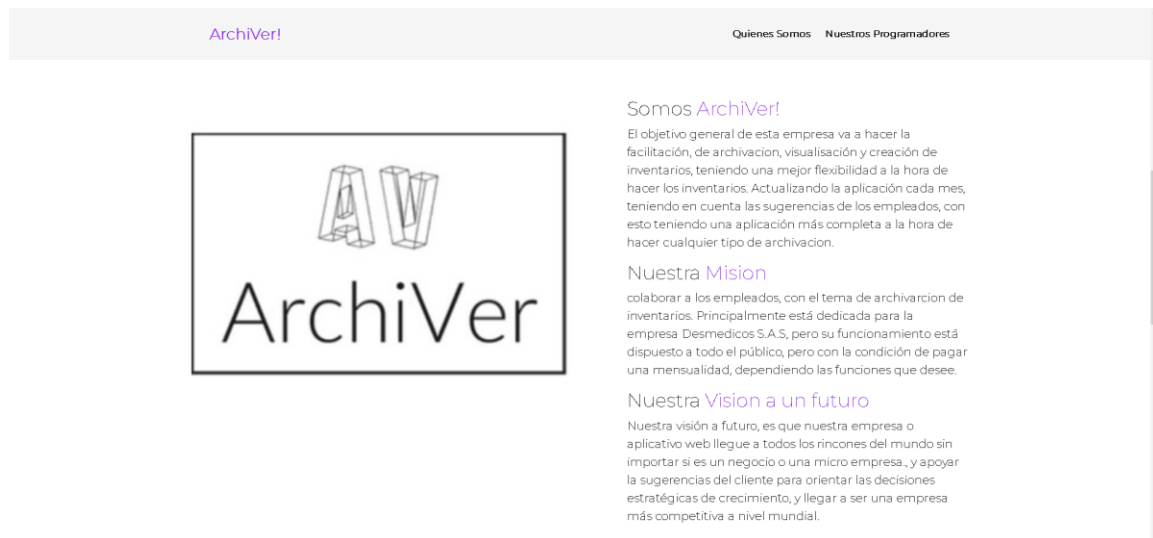 ArchiVer!
Quienes Somos Nuestros Programadores
AV
ArchiVer
Somos ArchiVer!
El objetivo general de esta empresa va a hacer la
facilitación, de archivacion, visualisación y creación de
inventarios, teniendo una mejor flexibilidad a la hora de
hacer los inventarios. Actualizando la aplicación cada mes,
teniendo en cuenta las sugerencias de los empleados, con
esto teniendo una aplicación más completa a la hora de
hacer cualquier tipo de archivacion.
Nuestra Mision
colaborar a los empleados, con el tema de archivarcion de
inventarios. Principalmente está dedicada para la
empresa Desmedicos S.A.S, pero su funcionamiento está
dispuesto a todo el público, pero con la condición de pagar
una mensualidad, dependiendo las funciones que desee.
Nuestra Vision a un futuro
Nuestra visión a futuro, es que nuestra empresa o
aplicativo web llegue a todos los rincones del mundo sin
importar si es un negocio o una micro empresa., y apoyar
la sugerencias del cliente para orientar las decisiones
estratégicas de crecimiento, y llegar a ser una empresa
más competitiva a nivel mundial.